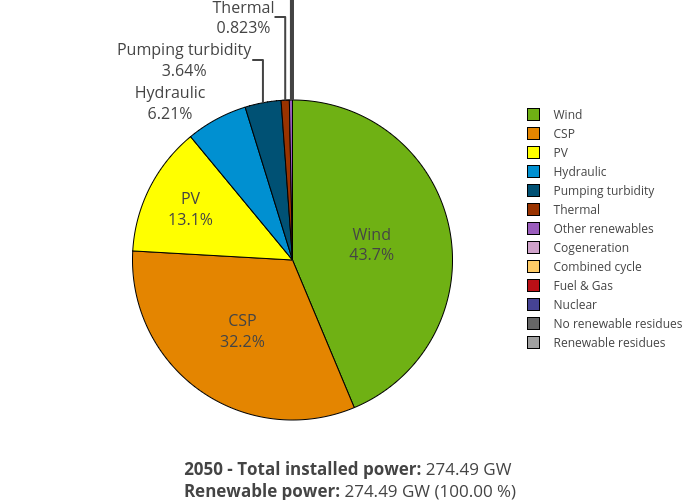 Thermal
0.823%
Pumping turbidity
3.64%
Hydraulic
6.21%
PV
13.1%
Wind
43.7%
CSP
32.2%
Wind
CSP
PV
Hydraulic
Pumping turbidity
Thermal
Other renewables
Cogeneration
Combined cycle
Fuel & Gas
Nuclear
No renewable residues
Renewable residues
2050 - Total installed power: 274.49 GW
Renewable power: 274.49 GW (100.00 %)